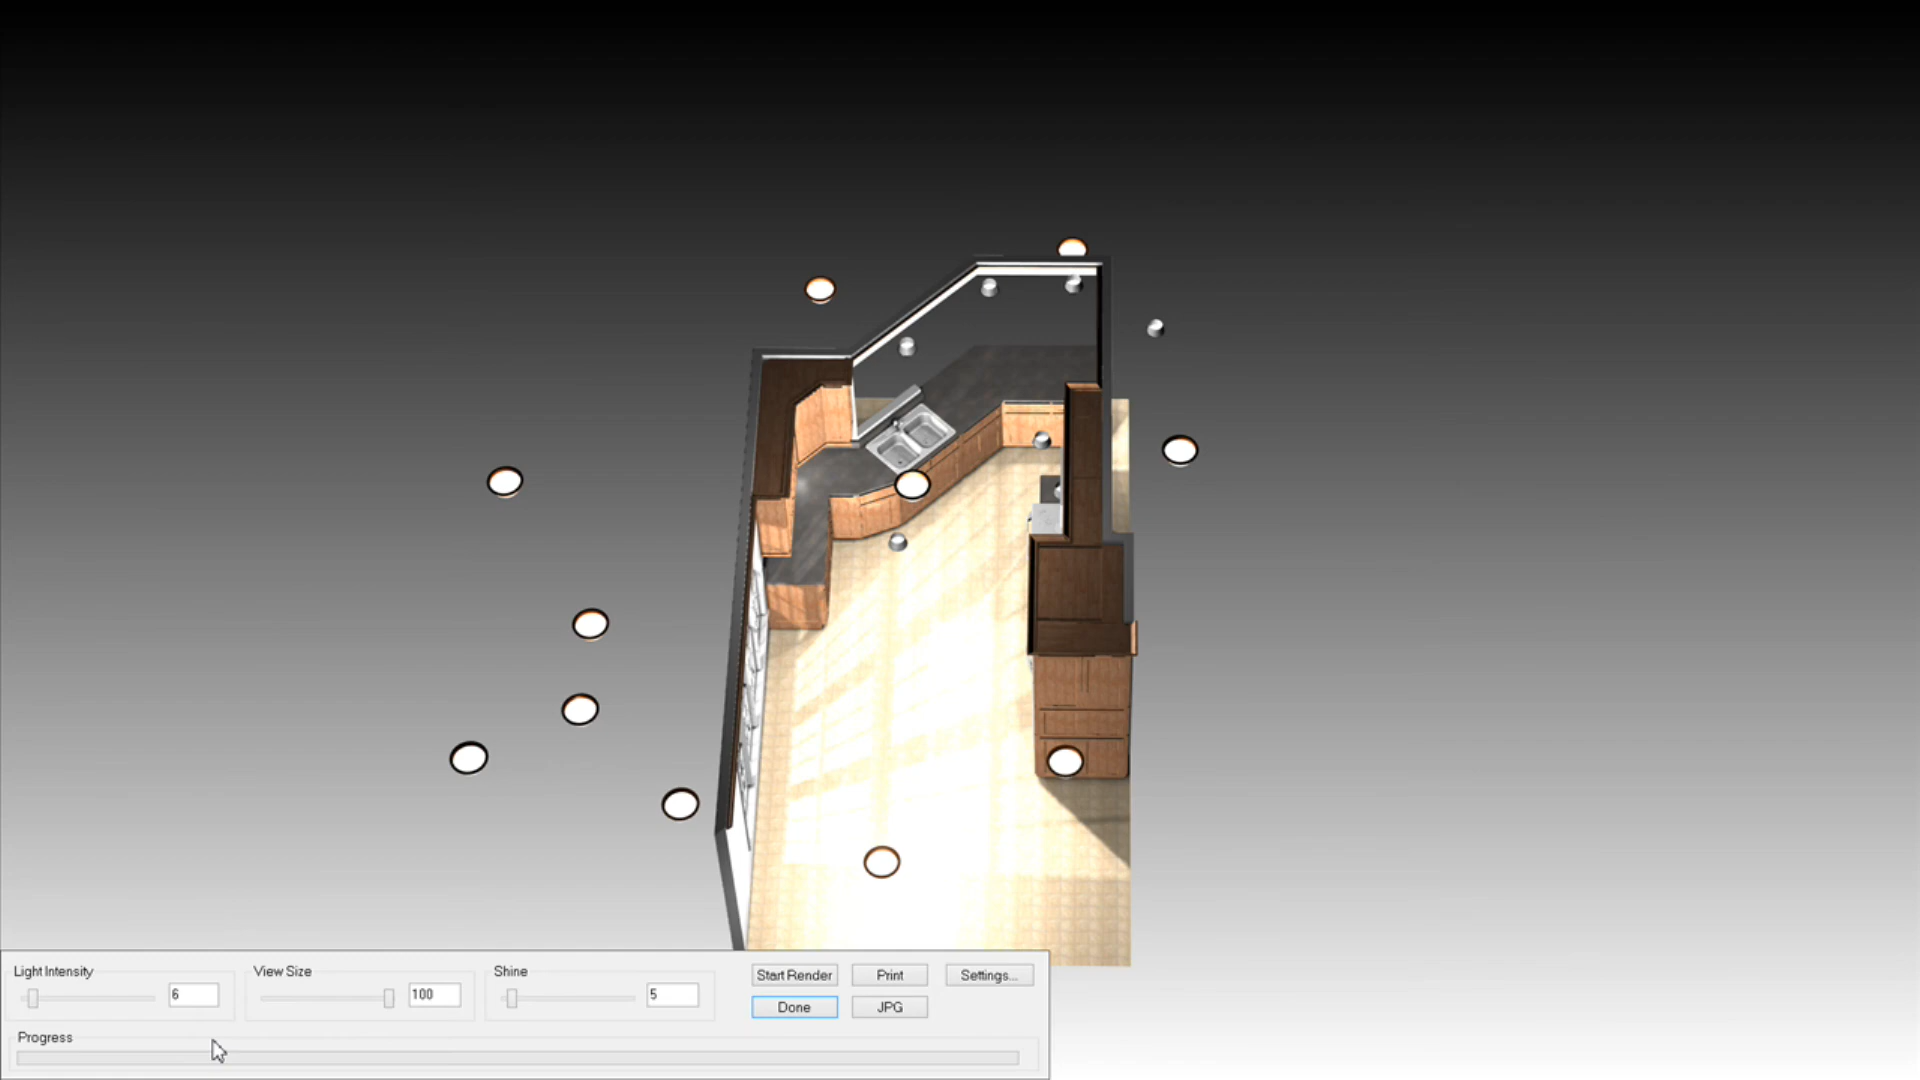 Light Intensity
6
View Size
100
Shine
5
Start Render
Print
Settings...
Done
JPG
Progress